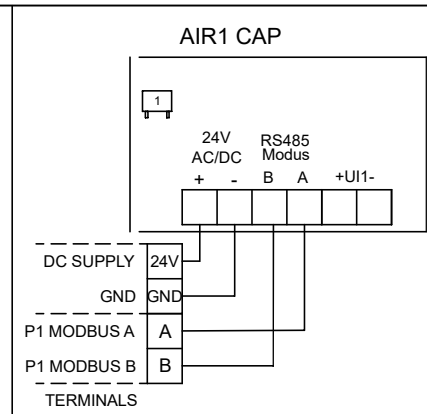 AIR1 CAP
1
24V RS485
AC/DC Modus
+ - B A +UI1-
DC SUPPLY 24V
GND GND
P1 MODBUS A A
P1 MODBUS B B
TERMINALS